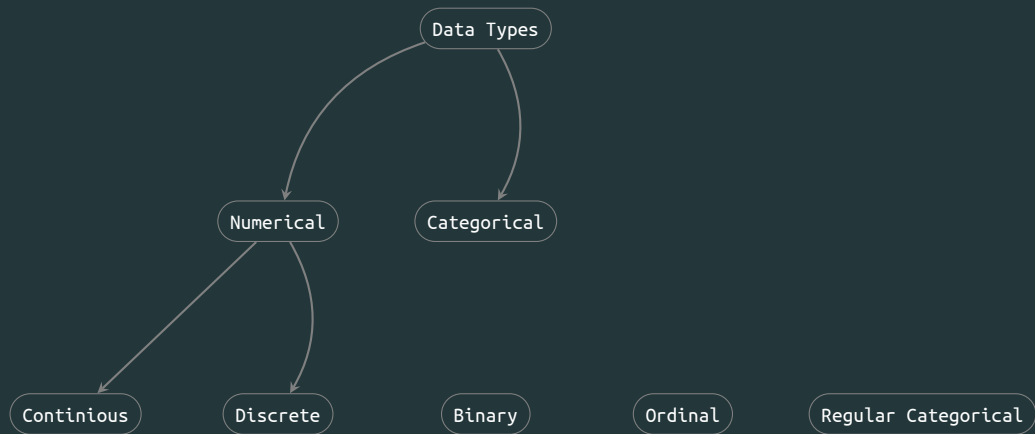 Data Types
Numerical
Categorical
Continious
Discrete
Binary
Ordinal
Regular Categorical